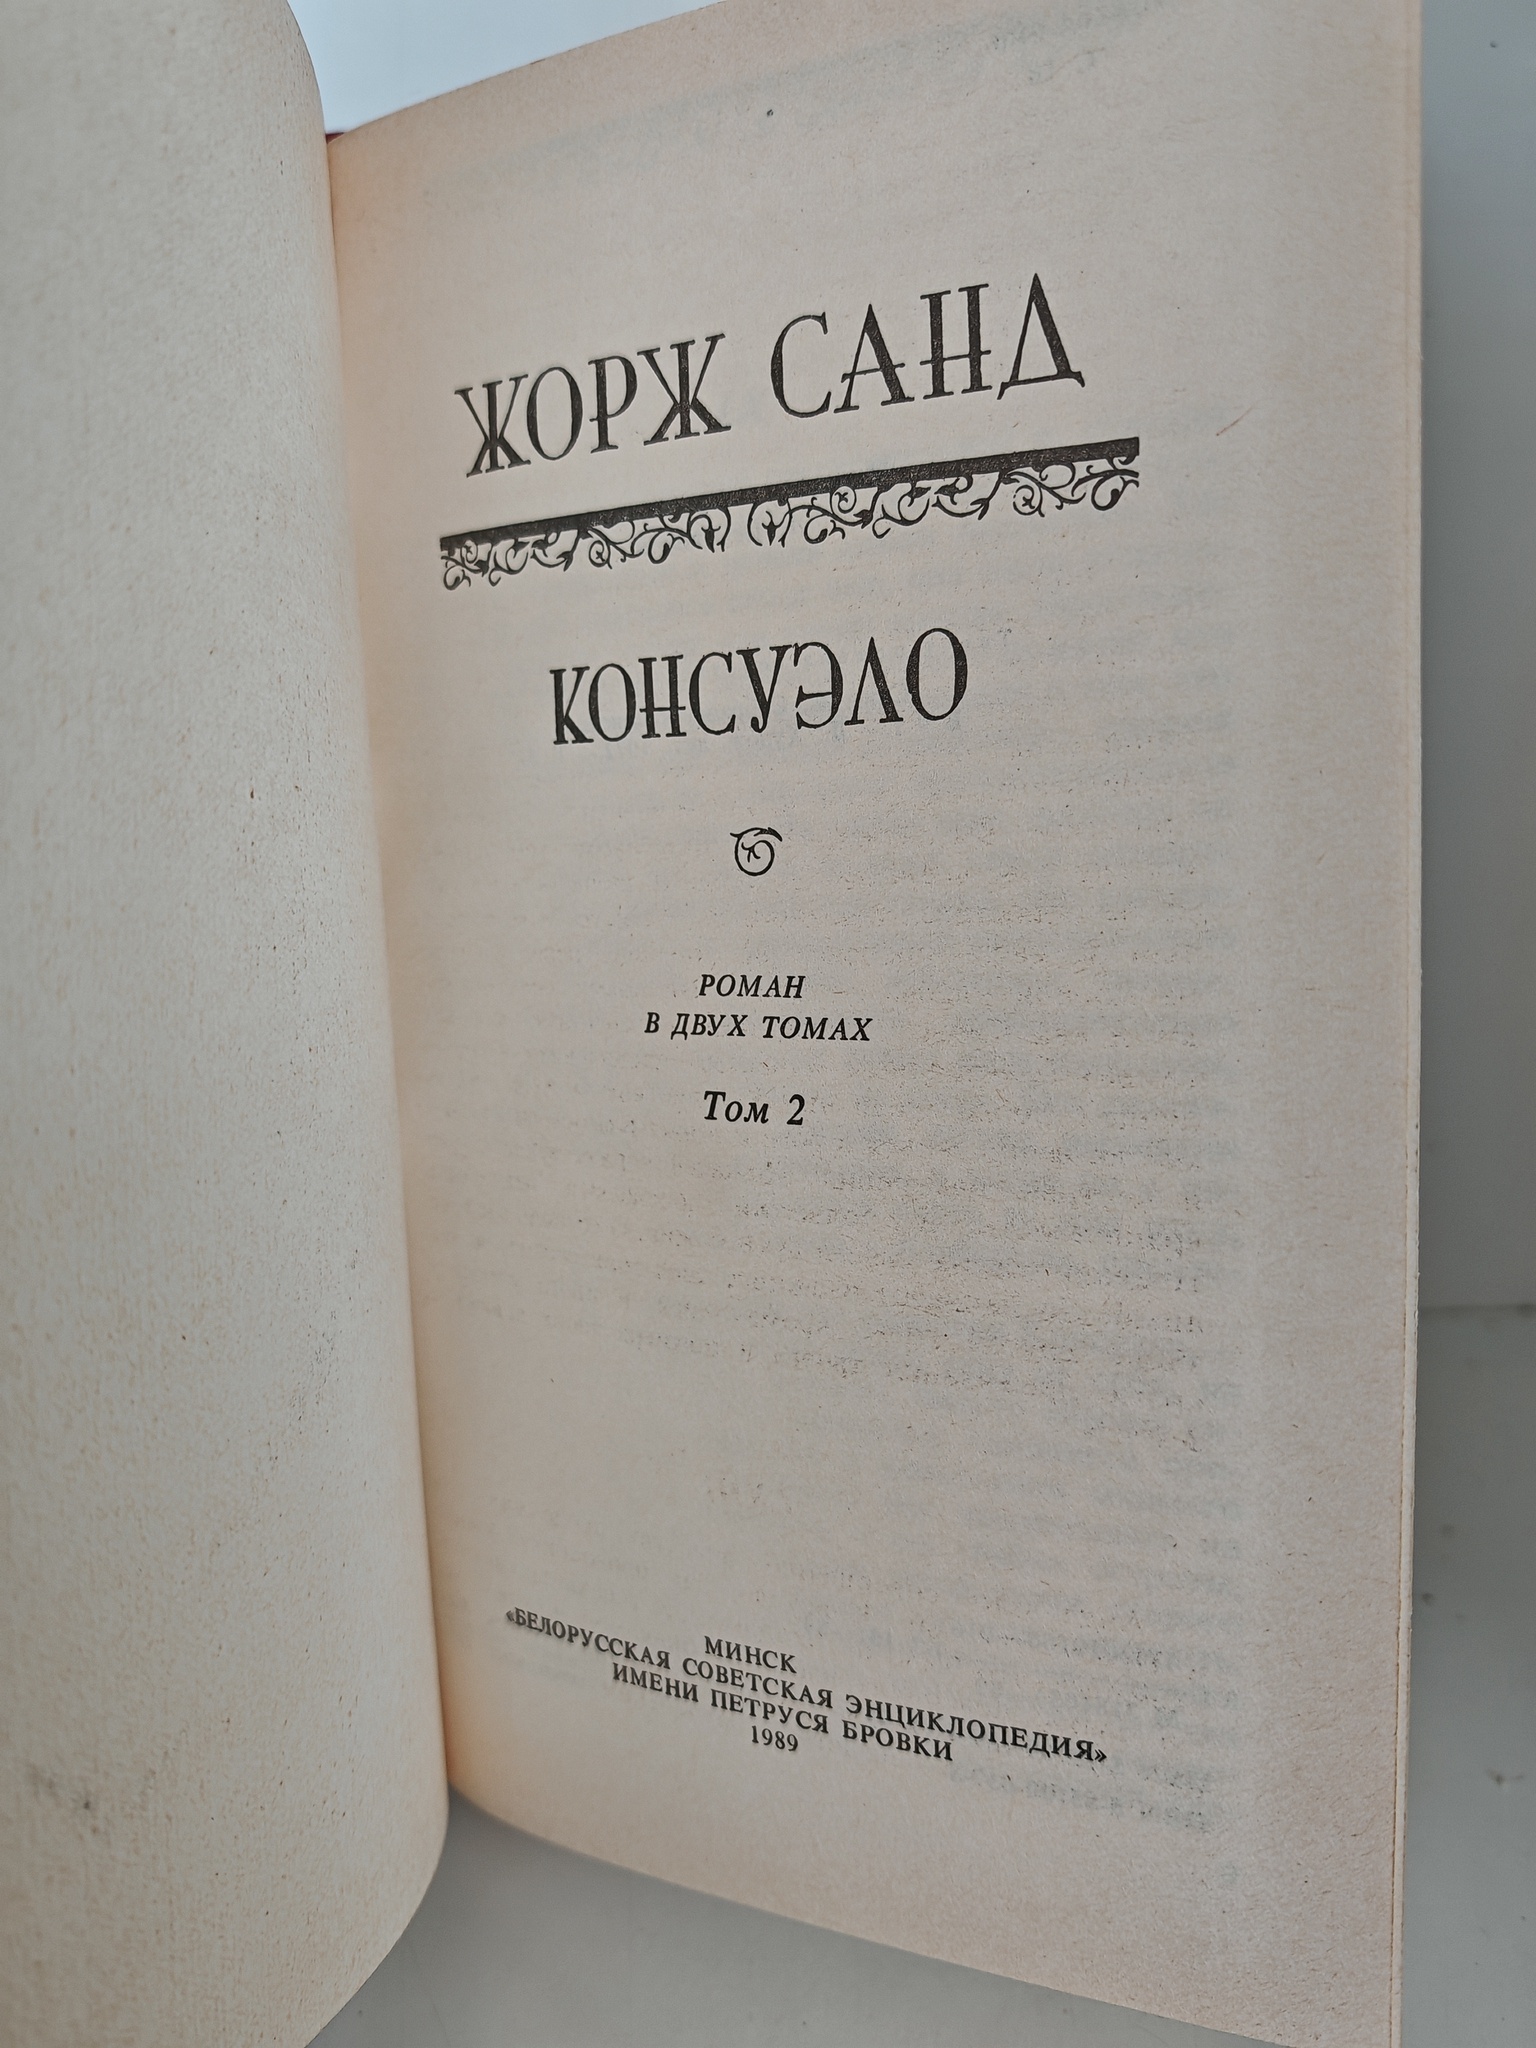 ЖОРЖ САНД
КОНСУЭЛО
РОМАН
В ДВУХ ТОМАХ
Том 2
МИНСК
«БЕЛОРУССКАЯ СОВЕТСКАЯ ЭНЦИКЛОПЕДИЯ»
ИМЕНИ ПЕТРУСЯ БРОВКИ
1989